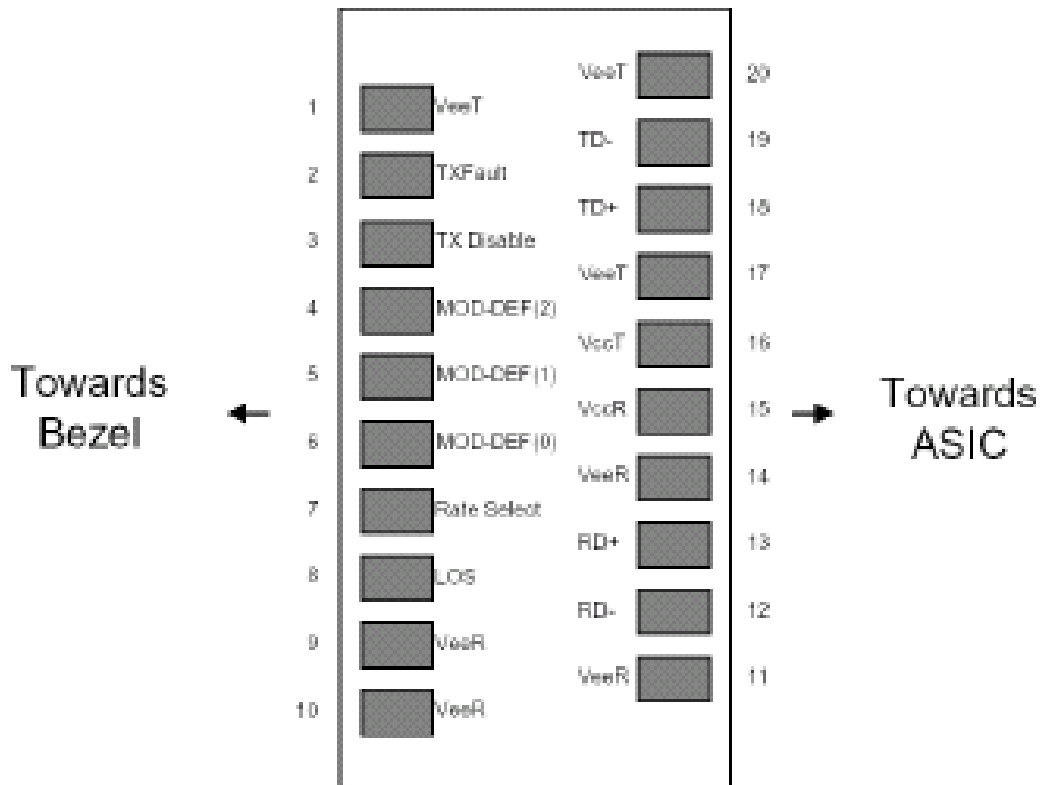 VeeT 20
1 VeeT
TD- 19
2 TXFault
TD+ 18
3 TX Disable
VeeT 17
4 MOD-DEF(2)
VccT 16
5 MOD-DEF(1)
Towards
Bezel
VccR 15
Towards
ASIC
6 MOD-DEF(0)
VeeR 14
7 Rate Select
RD+ 13
8 LOS
RD- 12
9 VeeR
VeeR 11
10 VeeR